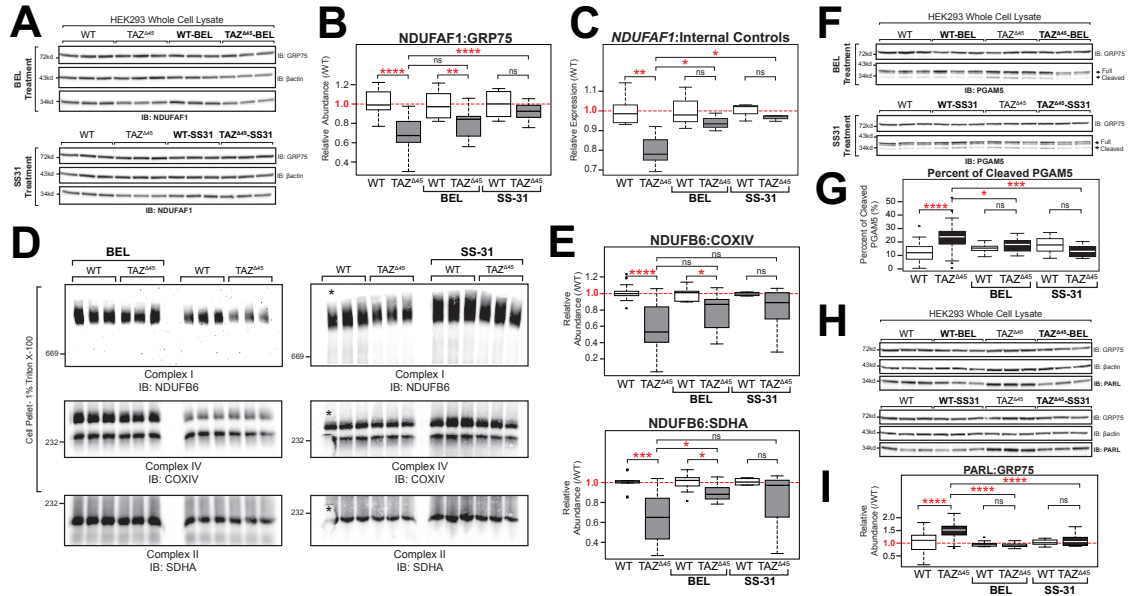 A
HEK293 Whole Cell Lysate
WT TAZΔ45 WT-BEL TAZΔ45-BEL
BEL Treatment
72kd IB: GRP75
43kd IB: βactin
34kd
IB: NDUFAF1
WT TAZΔ45 WT-SS31 TAZΔ45-SS31
SS31 Treatment
72kd IB: GRP75
43kd IB: βactin
34kd
IB: NDUFAF1
B
NDUFAF1:GRP75
Relative Abundance (/WT)
1.2
1.0
0.8
0.6
0.4
****
ns
**** ** ns
WT TAZΔ45 WT TAZΔ45 WT TAZΔ45
BEL SS-31
C
NDUFAF1:Internal Controls
Relative Expression (/WT)
1.3
1.2
1.1
1.0
0.9
0.8
0.7
*
*
** ns ns
WT TAZΔ45 WT TAZΔ45 WT TAZΔ45
BEL SS-31
D
BEL SS-31
WT TAZΔ45 WT TAZΔ45 WT TAZΔ45 WT TAZΔ45
Cell Pellet- 1% Triton X-100
*
669 669
Complex I Complex I
IB: NDUFB6 IB: NDUFB6
*
232 232
Complex IV Complex IV
IB: COXIV IB: COXIV
*
232 232
Complex II Complex II
IB: SDHA IB: SDHA
E
NDUFB6:COXIV
Relative Abundance (/WT)
1.2
1.0
0.8
0.6
0.4
0.2
ns
ns
**** * ns
WT TAZΔ45 WT TAZΔ45 WT TAZΔ45
BEL SS-31
NDUFB6:SDHA
Relative Abundance (/WT)
1.2
1.0
0.8
0.6
0.4
ns
*
*** * ns
WT TAZΔ45 WT TAZΔ45 WT TAZΔ45
BEL SS-31
F
HEK293 Whole Cell Lysate
WT WT-BEL TAZΔ45 TAZΔ45-BEL
BEL Treatment
72kd IB: GRP75
43kd
34kd
Full
Cleaved
IB: PGAM5
WT WT-SS31 TAZΔ45 TAZΔ45-SS31
SS31 Treatment
72kd IB: GRP75
43kd
34kd
Full
Cleaved
IB: PGAM5
G
Percent of Cleaved PGAM5
Perccent of Cleaved PGAM5 (%)
50
40
30
20
10
0
***
*
**** ns ns
WT TAZΔ45 WT TAZΔ45 WT TAZΔ45
BEL SS-31
H
HEK293 Whole Cell Lysate
WT WT-BEL TAZΔ45 TAZΔ45-BEL
72kd IB: GRP75
43kd IB: βactin
34kd IB: PARL
WT WT-SS31 TAZΔ45 TAZΔ45-SS31
72kd IB: GRP75
43kd IB: βactin
34kd IB: PARL
I
PARL:GRP75
Relative Abundance (/WT)
2.0
1.5
1.0
0.5
****
****
**** ns ns
WT TAZΔ45 WT TAZΔ45 WT TAZΔ45
BEL SS-31